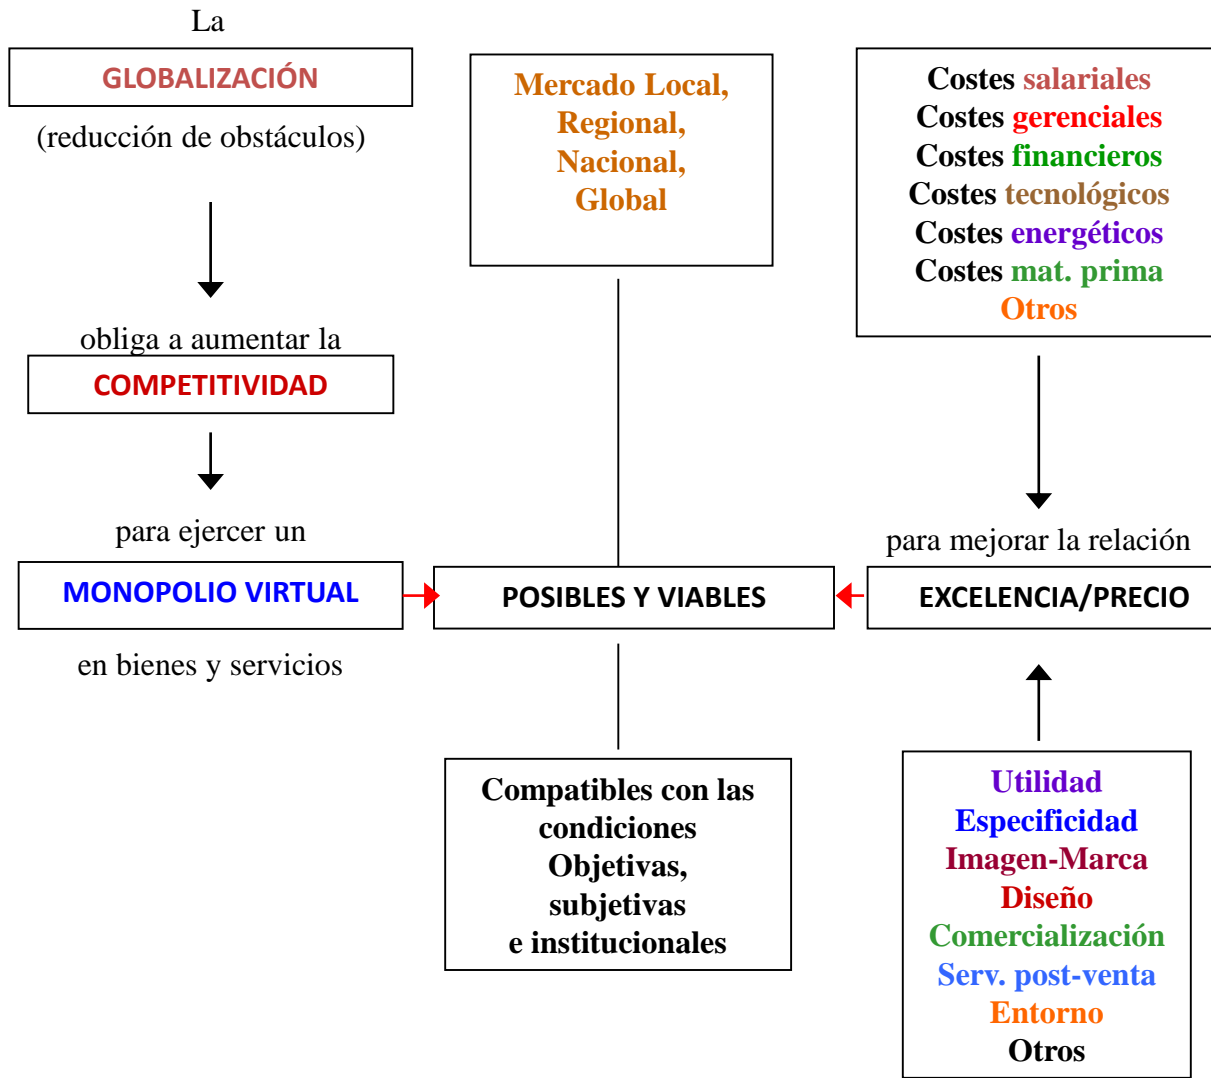 La
GLOBALIZACIÓN
(reducción de obstáculos)
obliga a aumentar la
COMPETITIVIDAD
para ejercer un
MONOPOLIO VIRTUAL
en bienes y servicios
Mercado Local,
Regional,
Nacional,
Global
POSIBLES Y VIABLES
Compatibles con las
condiciones
Objetivas,
subjetivas
e institucionales
Costes salariales
Costes gerenciales
Costes financieros
Costes tecnológicos
Costes energéticos
Costes mat. prima
Otros
para mejorar la relación
EXCELENCIA/PRECIO
Utilidad
Especificidad
Imagen-Marca
Diseño
Comercialización
Serv. post-venta
Entorno
Otros